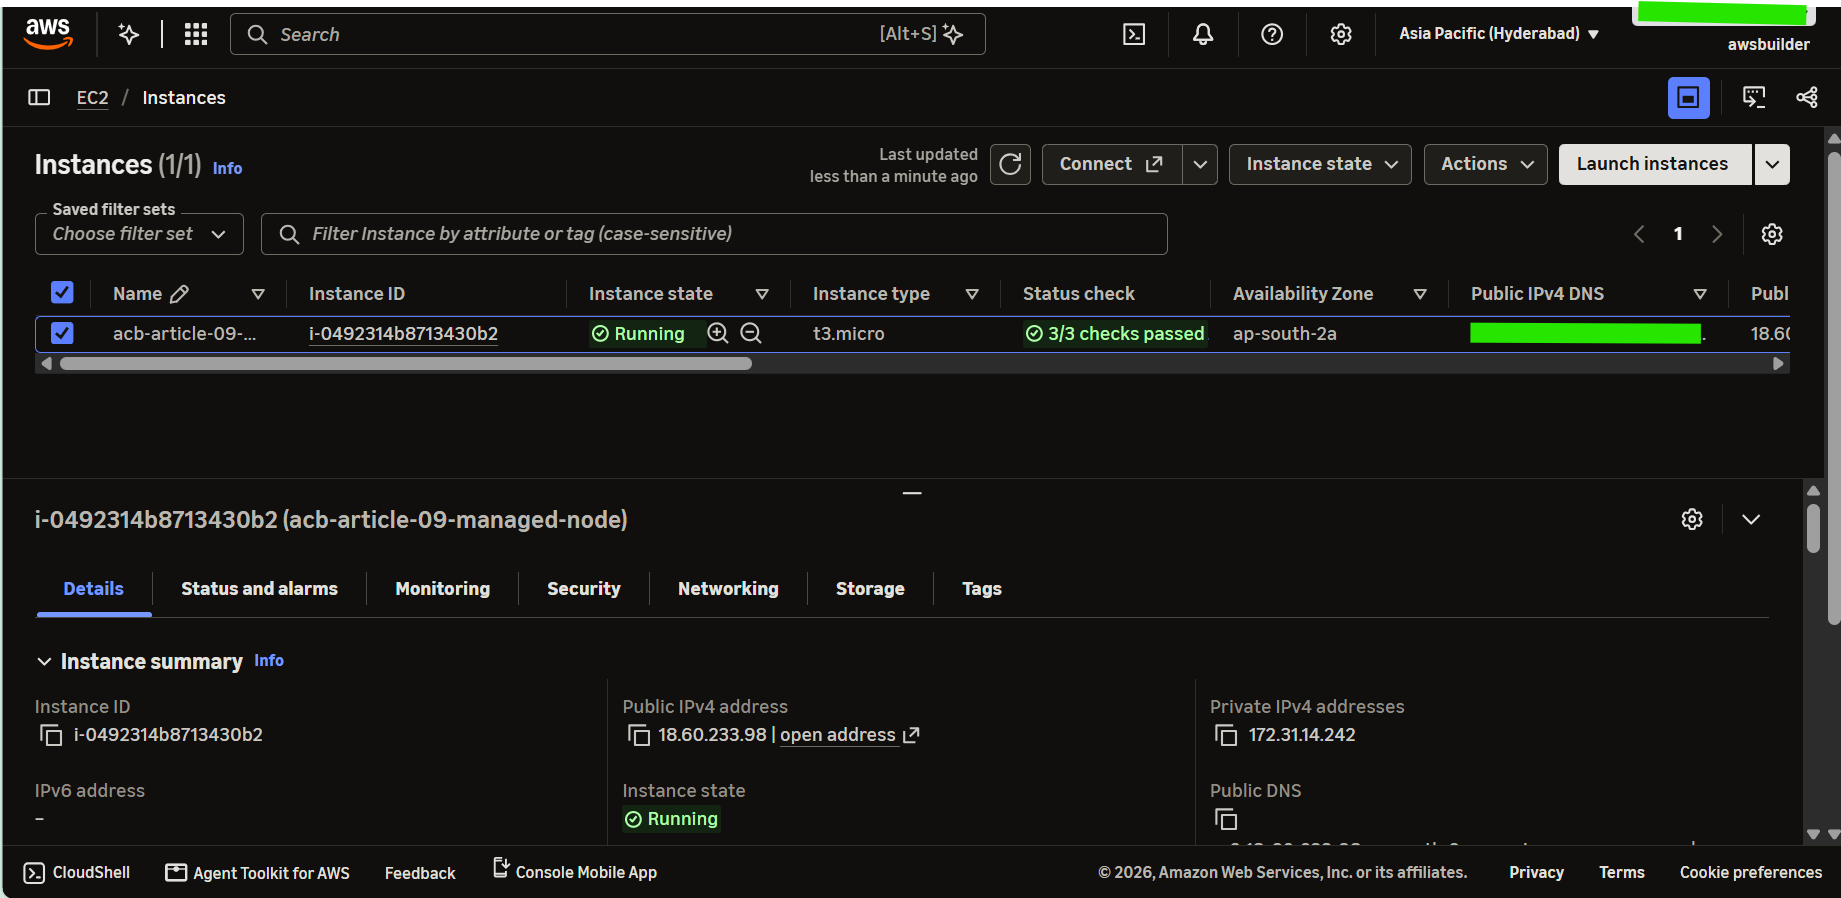 aws
Search [Alt+S]
Asia Pacific (Hyderabad)
awsbuilder
EC2 / Instances
Instances (1/1) Info
Last updated
less than a minute ago
Connect
Instance state
Actions
Launch instances
Saved filter sets
Choose filter set
Filter Instance by attribute or tag (case-sensitive)
1
Name Instance ID Instance state Instance type Status check Availability Zone Public IPv4 DNS Publ
acb-article-09-... i-0492314b8713430b2 Running t3.micro 3/3 checks passed ap-south-2a 18.60
i-0492314b8713430b2 (acb-article-09-managed-node)
Details Status and alarms Monitoring Security Networking Storage Tags
Instance summary Info
Instance ID Public IPv4 address Private IPv4 addresses
i-0492314b8713430b2 18.60.233.98 | open address 172.31.14.242
IPv6 address Instance state Public DNS
– Running
CloudShell Agent Toolkit for AWS Feedback Console Mobile App © 2026, Amazon Web Services, Inc. or its affiliates. Privacy Terms Cookie preferences